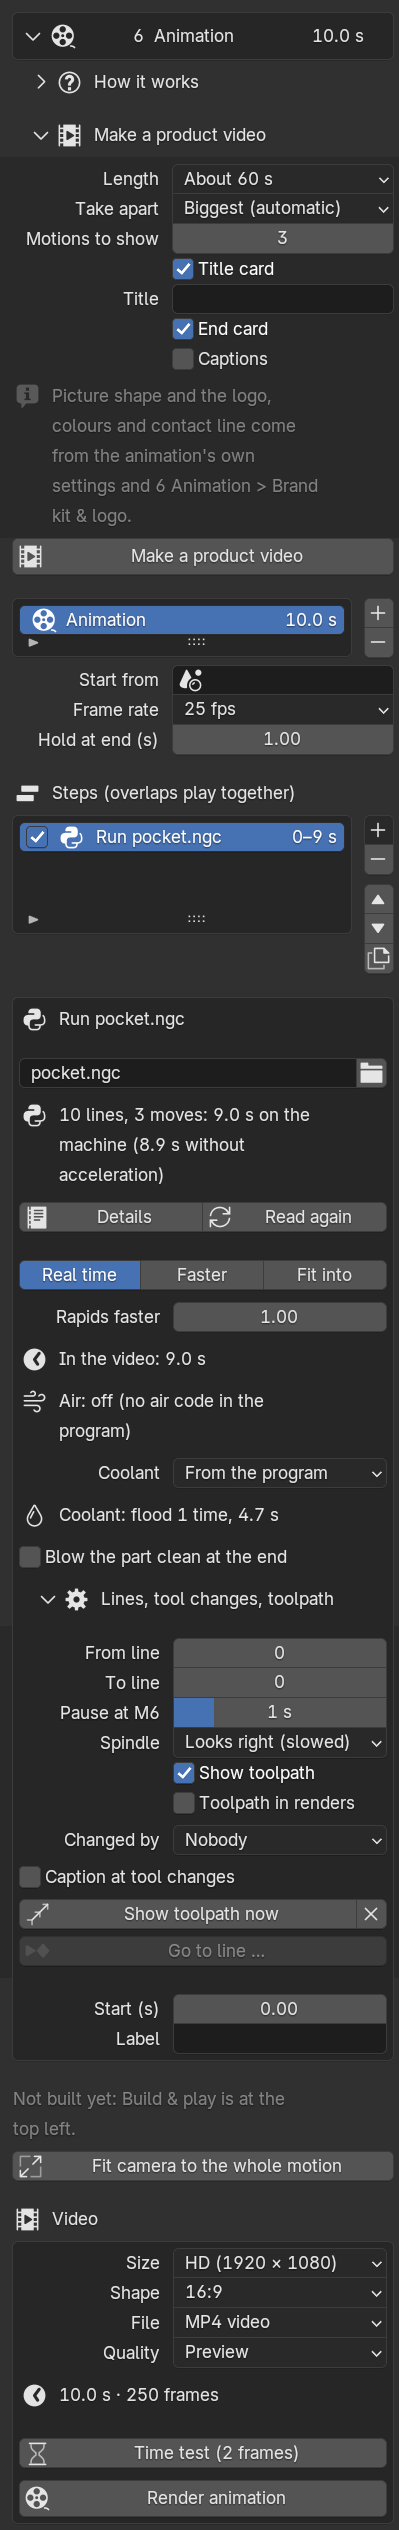 6 Animation 10.0 s
How it works
Make a product video
Length About 60 s
Take apart Biggest (automatic)
Motions to show 3
Title card
Title
End card
Captions
Picture shape and the logo,
colours and contact line come
from the animation's own
settings and 6 Animation > Brand
kit & logo.
Make a product video
Animation 10.0 s
Start from
Frame rate 25 fps
Hold at end (s) 1.00
Steps (overlaps play together)
Run pocket.ngc 0–9 s
Run pocket.ngc
pocket.ngc
10 lines, 3 moves: 9.0 s on the
machine (8.9 s without
acceleration)
Details Read again
Real time Faster Fit into
Rapids faster 1.00
In the video: 9.0 s
Air: off (no air code in the
program)
Coolant From the program
Coolant: flood 1 time, 4.7 s
Blow the part clean at the end
Lines, tool changes, toolpath
From line 0
To line 0
Pause at M6 1 s
Spindle Looks right (slowed)
Show toolpath
Toolpath in renders
Changed by Nobody
Caption at tool changes
Show toolpath now
Go to line ...
Start (s) 0.00
Label
Not built yet: Build & play is at the
top left.
Fit camera to the whole motion
Video
Size HD (1920 × 1080)
Shape 16:9
File MP4 video
Quality Preview
10.0 s · 250 frames
Time test (2 frames)
Render animation